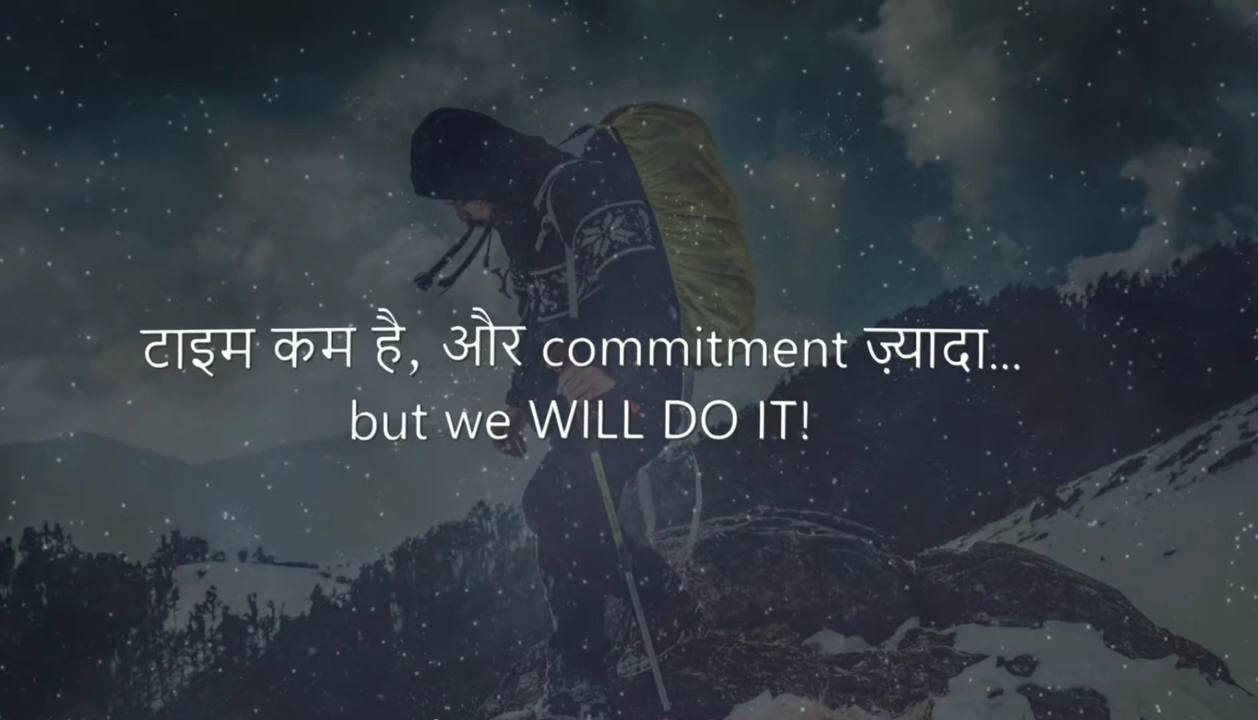 टाइम कम है, और commitment ज़्यादा...
but we WILL DO IT!